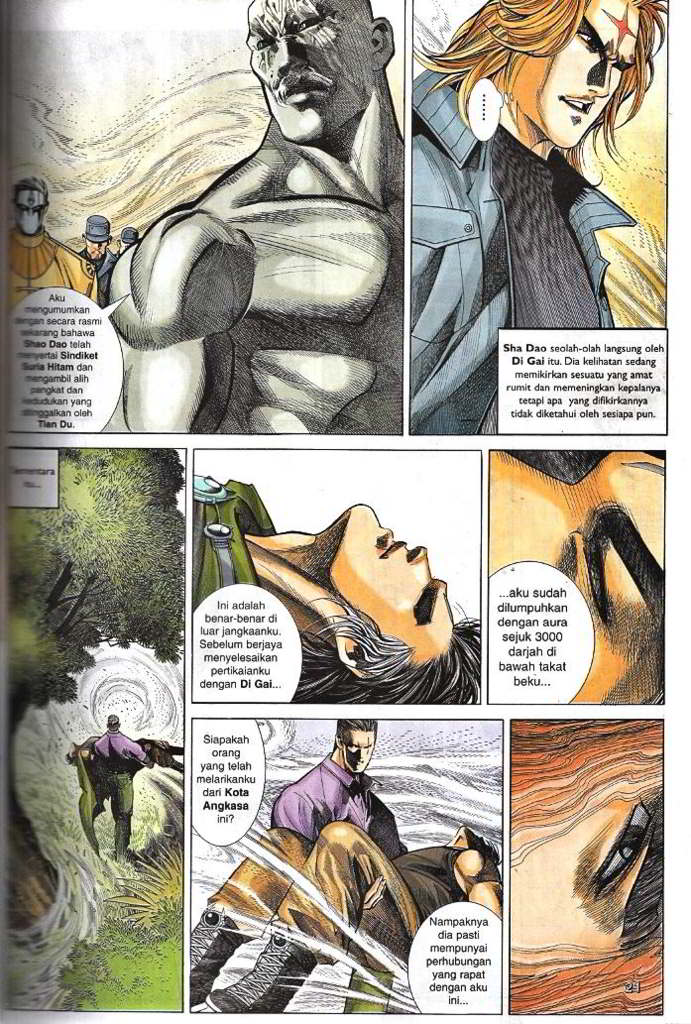 Aku
mengumumkan
dengan secara rasmi
sekarang bahawa
Shao Dao telah
menyertai Sindiket
Suria Hitam dan
mengambil alih
pangkat dan
kedudukan yang
ditinggalkan oleh
Tian Du.
......
Sha Dao seolah-olah langsung oleh
Di Gai itu. Dia kelihatan sedang
memikirkan sesuatu yang amat
rumit dan memeningkan kepalanya
tetapi apa yang difikirkannya
tidak diketahui oleh sesiapa pun.
Sementara
itu...
Ini adalah
benar-benar di
luar jangkaanku.
Sebelum berjaya
menyelesaikan
pertikaianku
dengan Di Gai...
...aku sudah
dilumpuhkan
dengan aura
sejuk 3000
darjah di
bawah takat
beku...
Siapakah
orang
yang telah
melarikanku
dari Kota
Angkasa
ini?
Nampaknya
dia pasti
mempunyai
perhubungan
yang rapat
dengan aku
ini...